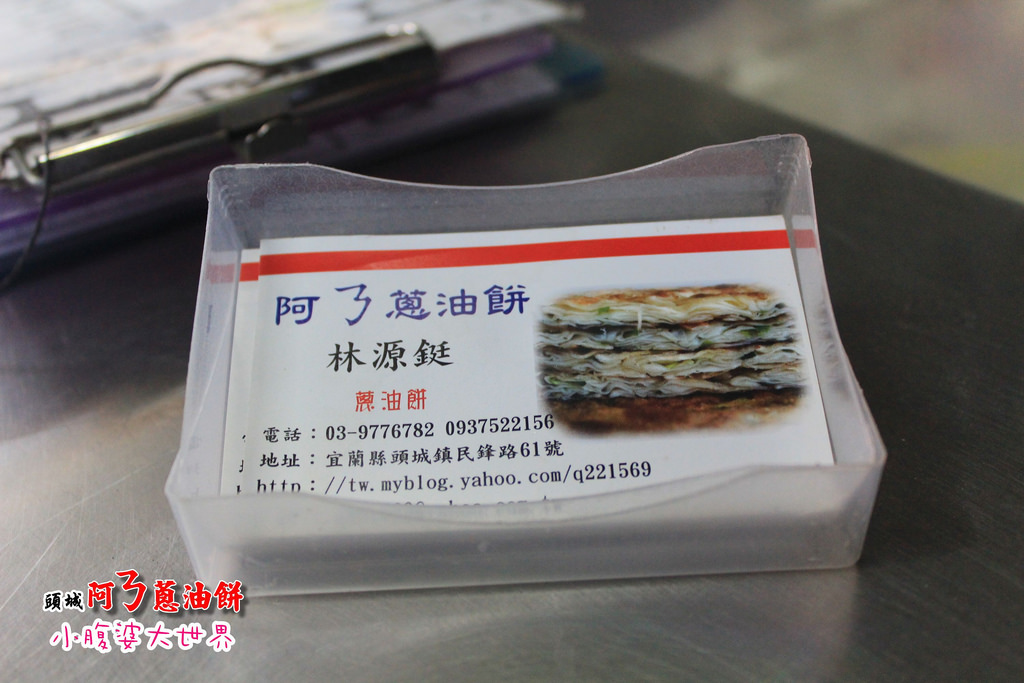 阿ㄋ蔥油餅
林源鋌
蔥油餅
電話：03-9776782 0937522156
地址：宜蘭縣頭城鎮民鋒路61號
http：//tw.myblog.yahoo.com/q221569
頭城阿ㄋ蔥油餅
小腹婆大世界